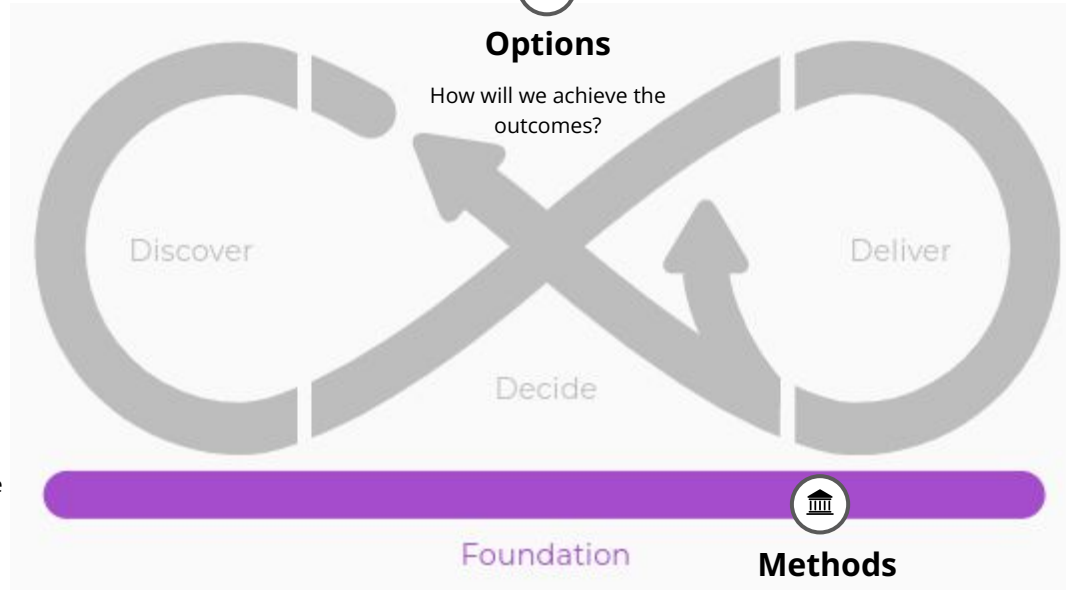 Options
How will we achieve the
outcomes?
Discover
Deliver
Decide
e
Foundation
Methods